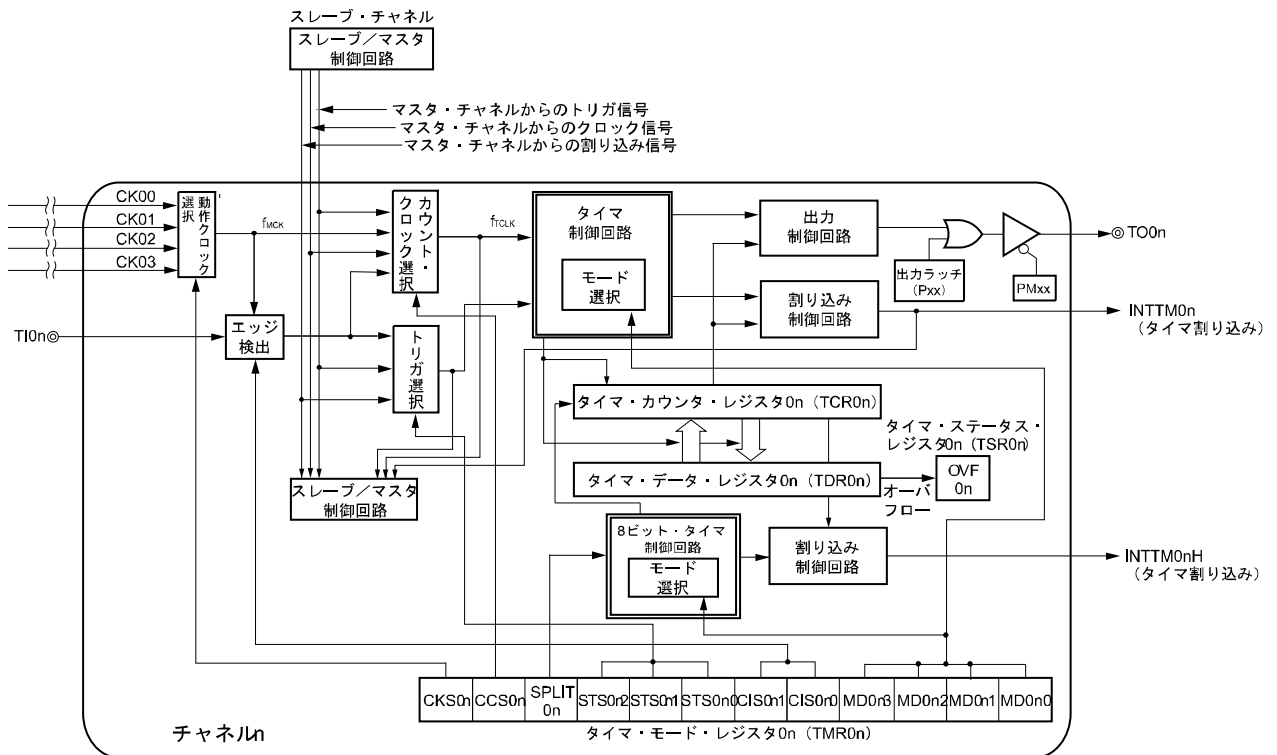 スレーブ・チャネル
スレーブ/マスタ
制御回路
マスタ・チャネルからのトリガ信号
マスタ・チャネルからのクロック信号
マスタ・チャネルからの割り込み信号
CK00
CK01
CK02
CK03
動作クロック
選択
fMCK
カウント・
クロック選択
fTCLK
タイマ
制御回路
モード
選択
出力
制御回路
出力ラッチ
(Pxx)
PMxx
TO0n
割り込み
制御回路
INTTM0n
(タイマ割り込み)
TI0n
エッジ
検出
トリガ選択
タイマ・カウンタ・レジスタ0n(TCR0n)
タイマ・ステータス・
レジスタ0n(TSR0n)
タイマ・データ・レジスタ0n(TDR0n)
オーバ
フロー
OVF
0n
スレーブ/マスタ
制御回路
8ビット・タイマ
制御回路
モード
選択
割り込み
制御回路
INTTM0nH
(タイマ割り込み)
CKS0n
CCS0n
SPLIT
0n
STS0n2
STS0n1
STS0n0
CIS0n1
CIS0n0
MD0n3
MD0n2
MD0n1
MD0n0
タイマ・モード・レジスタ0n(TMR0n)
チャネルn